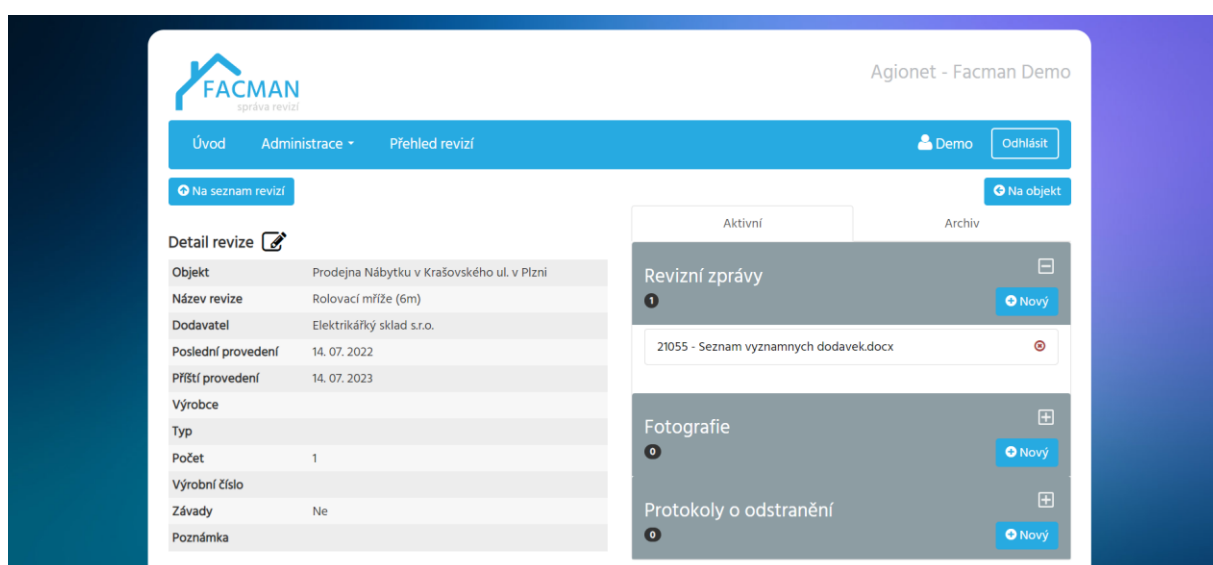 FACMAN
správa revizí
Agionet - Facman Demo
Úvod Administrace Přehled revizí Demo Odhlásit
Na seznam revizí
Na objekt
Detail revize
Objekt Prodejna Nábytku v Krašovského ul. v Plzni
Název revize Rolovací mříže (6m)
Dodavatel Elektrikářký sklad s.r.o.
Poslední provedení 14. 07. 2022
Příští provedení 14. 07. 2023
Výrobce
Typ
Počet 1
Výrobní číslo
Závady Ne
Poznámka
Aktivní Archiv
Revizní zprávy
1 Nový
21055 - Seznam vyznamnych dodavek.docx
Fotografie
0 Nový
Protokoly o odstranění
0 Nový